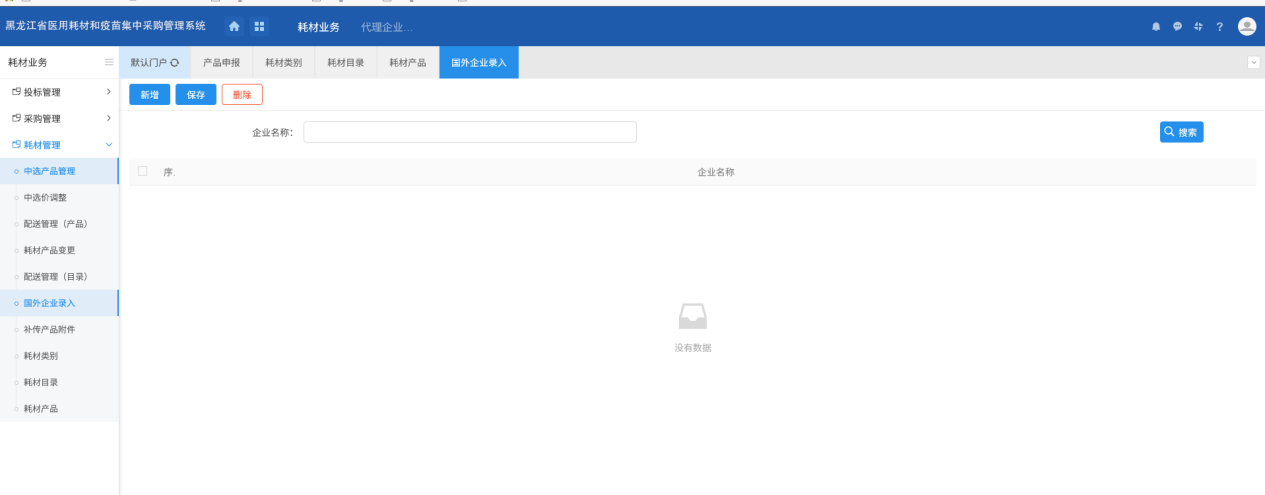 黑龙江省医用耗材和疫苗集中采购管理系统 耗材业务 代理企业... ?
耗材业务 默认门户 产品申报 耗材类别 耗材目录 耗材产品 国外企业录入
投标管理
采购管理
耗材管理
中选产品管理
中选价调整
配送管理（产品）
耗材产品变更
配送管理（目录）
国外企业录入
补传产品附件
耗材类别
耗材目录
耗材产品
新增 保存 删除
企业名称： 搜索
序. 企业名称
没有数据